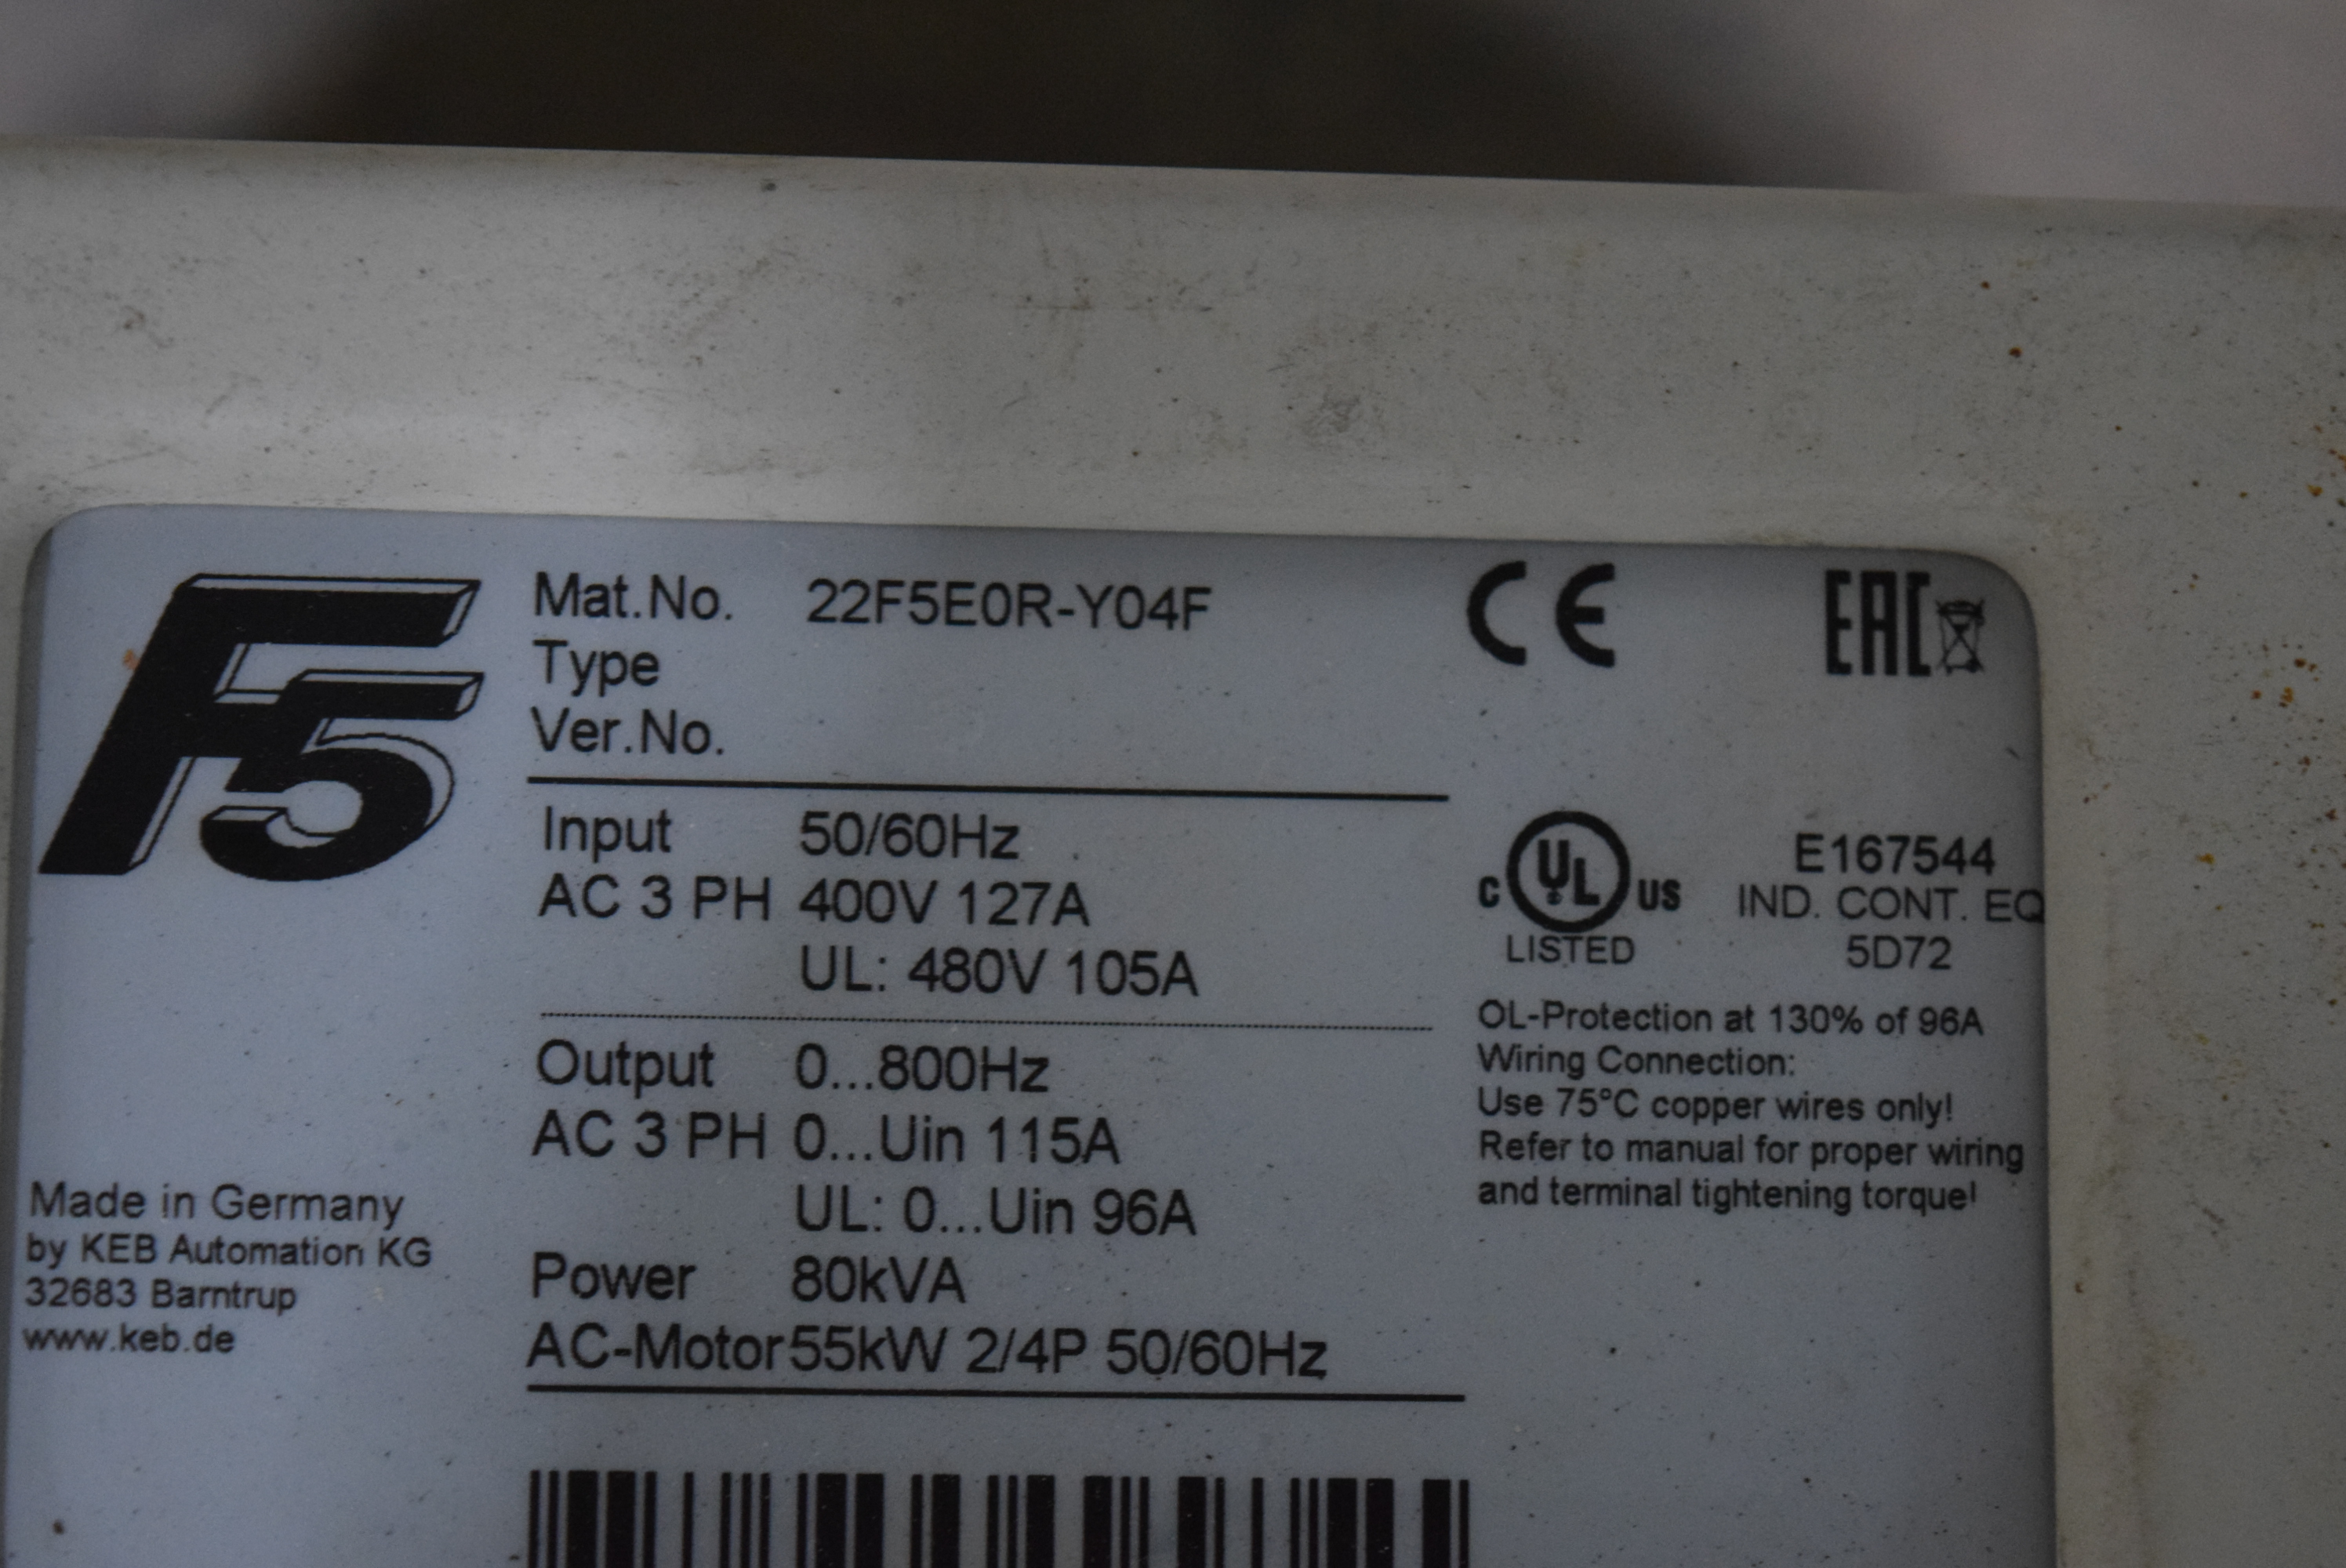 F5
Mat.No. 22F5E0R-Y04F
Type
Ver.No.
CE
EAC
Input 50/60Hz
AC 3 PH 400V 127A
UL: 480V 105A
Output 0...800Hz
AC 3 PH 0...Uin 115A
UL: 0...Uin 96A
Power 80kVA
AC-Motor 55kW 2/4P 50/60Hz
C UL US
LISTED
E167544
IND. CONT. EQ
5D72
OL-Protection at 130% of 96A
Wiring Connection:
Use 75°C copper wires only!
Refer to manual for proper wiring
and terminal tightening torque!
Made in Germany
by KEB Automation KG
32683 Barntrup
www.keb.de